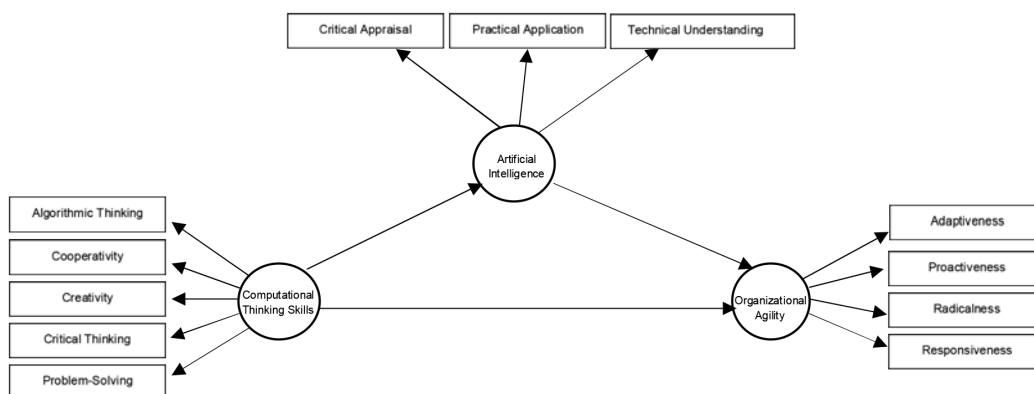 Critical Appraisal
Practical Application
Technical Understanding
Artificial
Intelligence
Algorithmic Thinking
Cooperativity
Creativity
Critical Thinking
Problem-Solving
Computational
Thinking Skills
Organizational
Agility
Adaptiveness
Proactiveness
Radicalness
Responsiveness